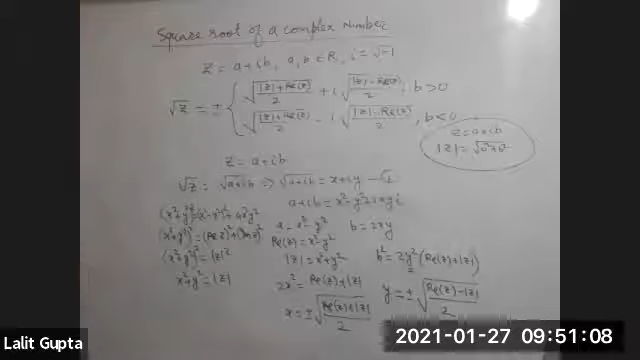 Square root of a complex Number
Z = a+ib, a, b ∈ R, i = √-1
√z = ± { √((|z|+Re(z))/2) + i √((|z|-Re(z))/2), b>0
√((|z|+Re(z))/2) - i √((|z|-Re(z))/2), b<0
Z = a+ib
|z| = √(a²+b²)
Z = a+ib
√z = √(a+ib) ⇒ √(a+ib) = x+iy
a+ib = x²-y²+2xyi
a = x²-y² b = 2xy
Re(z) = x²-y²
|z| = x²+y²
2x² = Re(z)+|z|
x = ± √((Re(z)+|z|)/2)
(x²+y²)² = (x²-y²)²+4x²y²
(x²+y²)² = (Re z)²+(Im z)²
(x²+y²)² = |z|²
x²+y² = |z|
b² = 2y²(Re(z)+|z|)
y = ± √((Re(z)-|z|)/2)
Lalit Gupta
2021-01-27 09:51:08